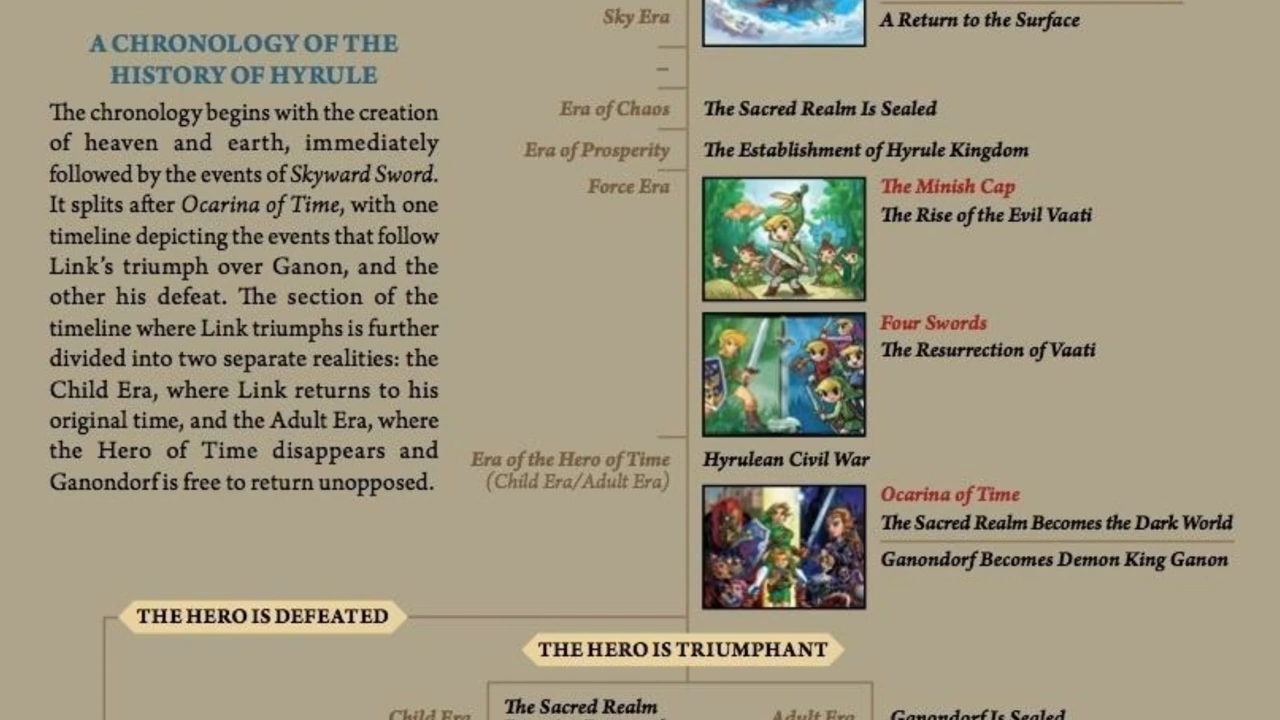 A CHRONOLOGY OF THE
HISTORY OF HYRULE
The chronology begins with the creation
of heaven and earth, immediately
followed by the events of Skyward Sword.
It splits after Ocarina of Time, with one
timeline depicting the events that follow
Link's triumph over Ganon, and the
other his defeat. The section of the
timeline where Link triumphs is further
divided into two separate realities: the
Child Era, where Link returns to his
original time, and the Adult Era, where
the Hero of Time disappears and
Ganondorf is free to return unopposed.
Sky Era
A Return to the Surface
–
Era of Chaos
The Sacred Realm Is Sealed
Era of Prosperity
The Establishment of Hyrule Kingdom
Force Era
The Minish Cap
The Rise of the Evil Vaati
Four Swords
The Resurrection of Vaati
Era of the Hero of Time
(Child Era/Adult Era)
Hyrulean Civil War
Ocarina of Time
The Sacred Realm Becomes the Dark World
Ganondorf Becomes Demon King Ganon
THE HERO IS DEFEATED
THE HERO IS TRIUMPHANT
Child Era
The Sacred Realm
Adult Era
Ganondorf Is Sealed